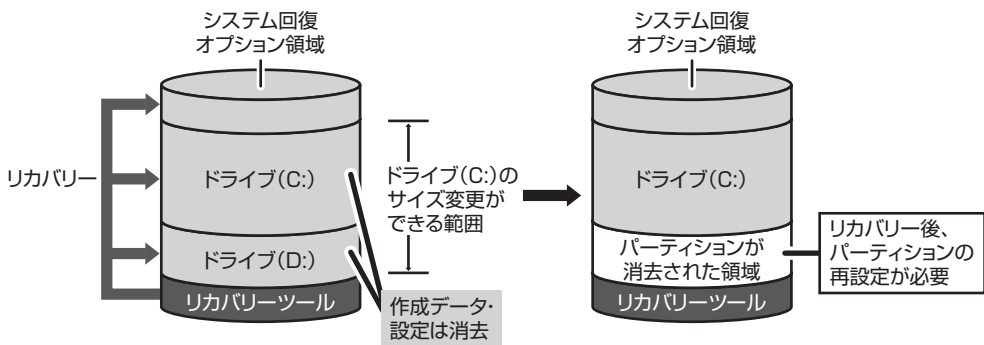 システム回復
オプション領域
リカバリー
ドライブ(C:)
ドライブ(D:)
リカバリーツール
ドライブ(C:)の
サイズ変更が
できる範囲
作成データ・
設定は消去
システム回復
オプション領域
ドライブ(C:)
パーティションが
消去された領域
リカバリーツール
リカバリー後、
パーティションの
再設定が必要